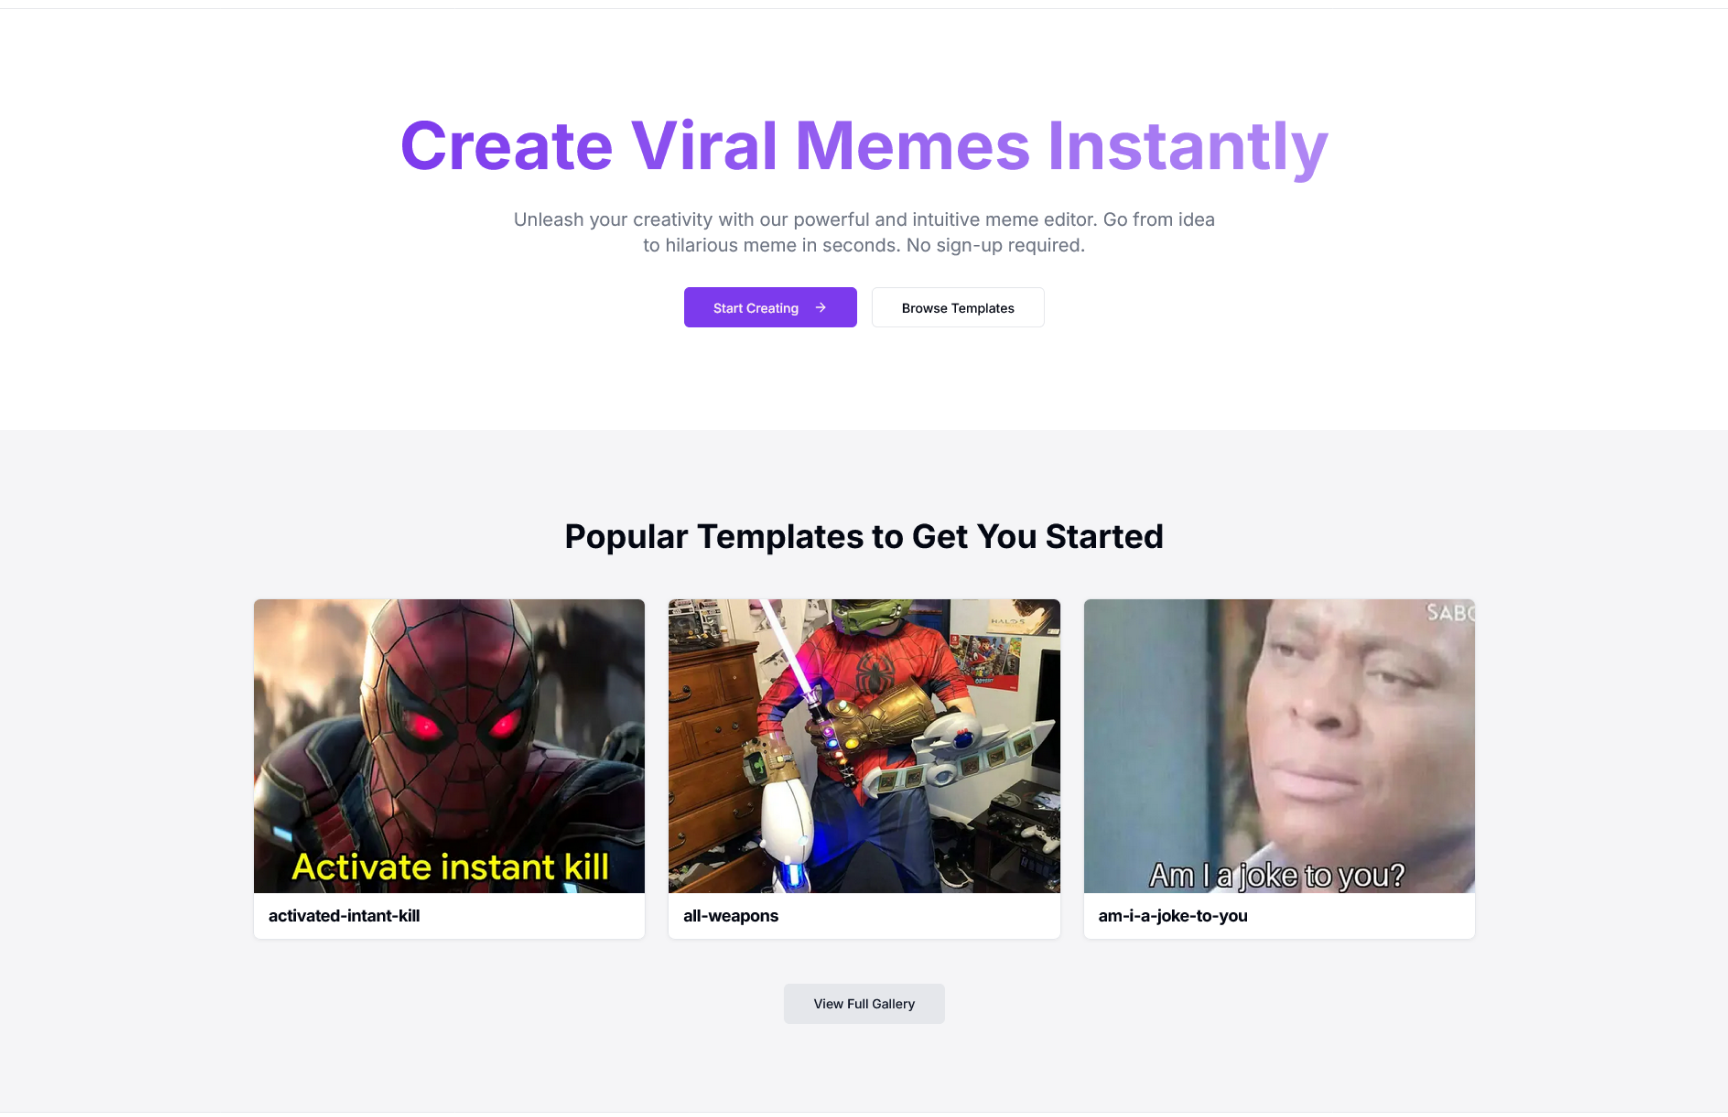 Create Viral Memes Instantly
Unleash your creativity with our powerful and intuitive meme editor. Go from idea
to hilarious meme in seconds. No sign-up required.
Start Creating
Browse Templates
Popular Templates to Get You Started
Activate instant kill
HALO 5
SABC
Am I a joke to you?
activated-intant-kill
all-weapons
am-i-a-joke-to-you
View Full Gallery